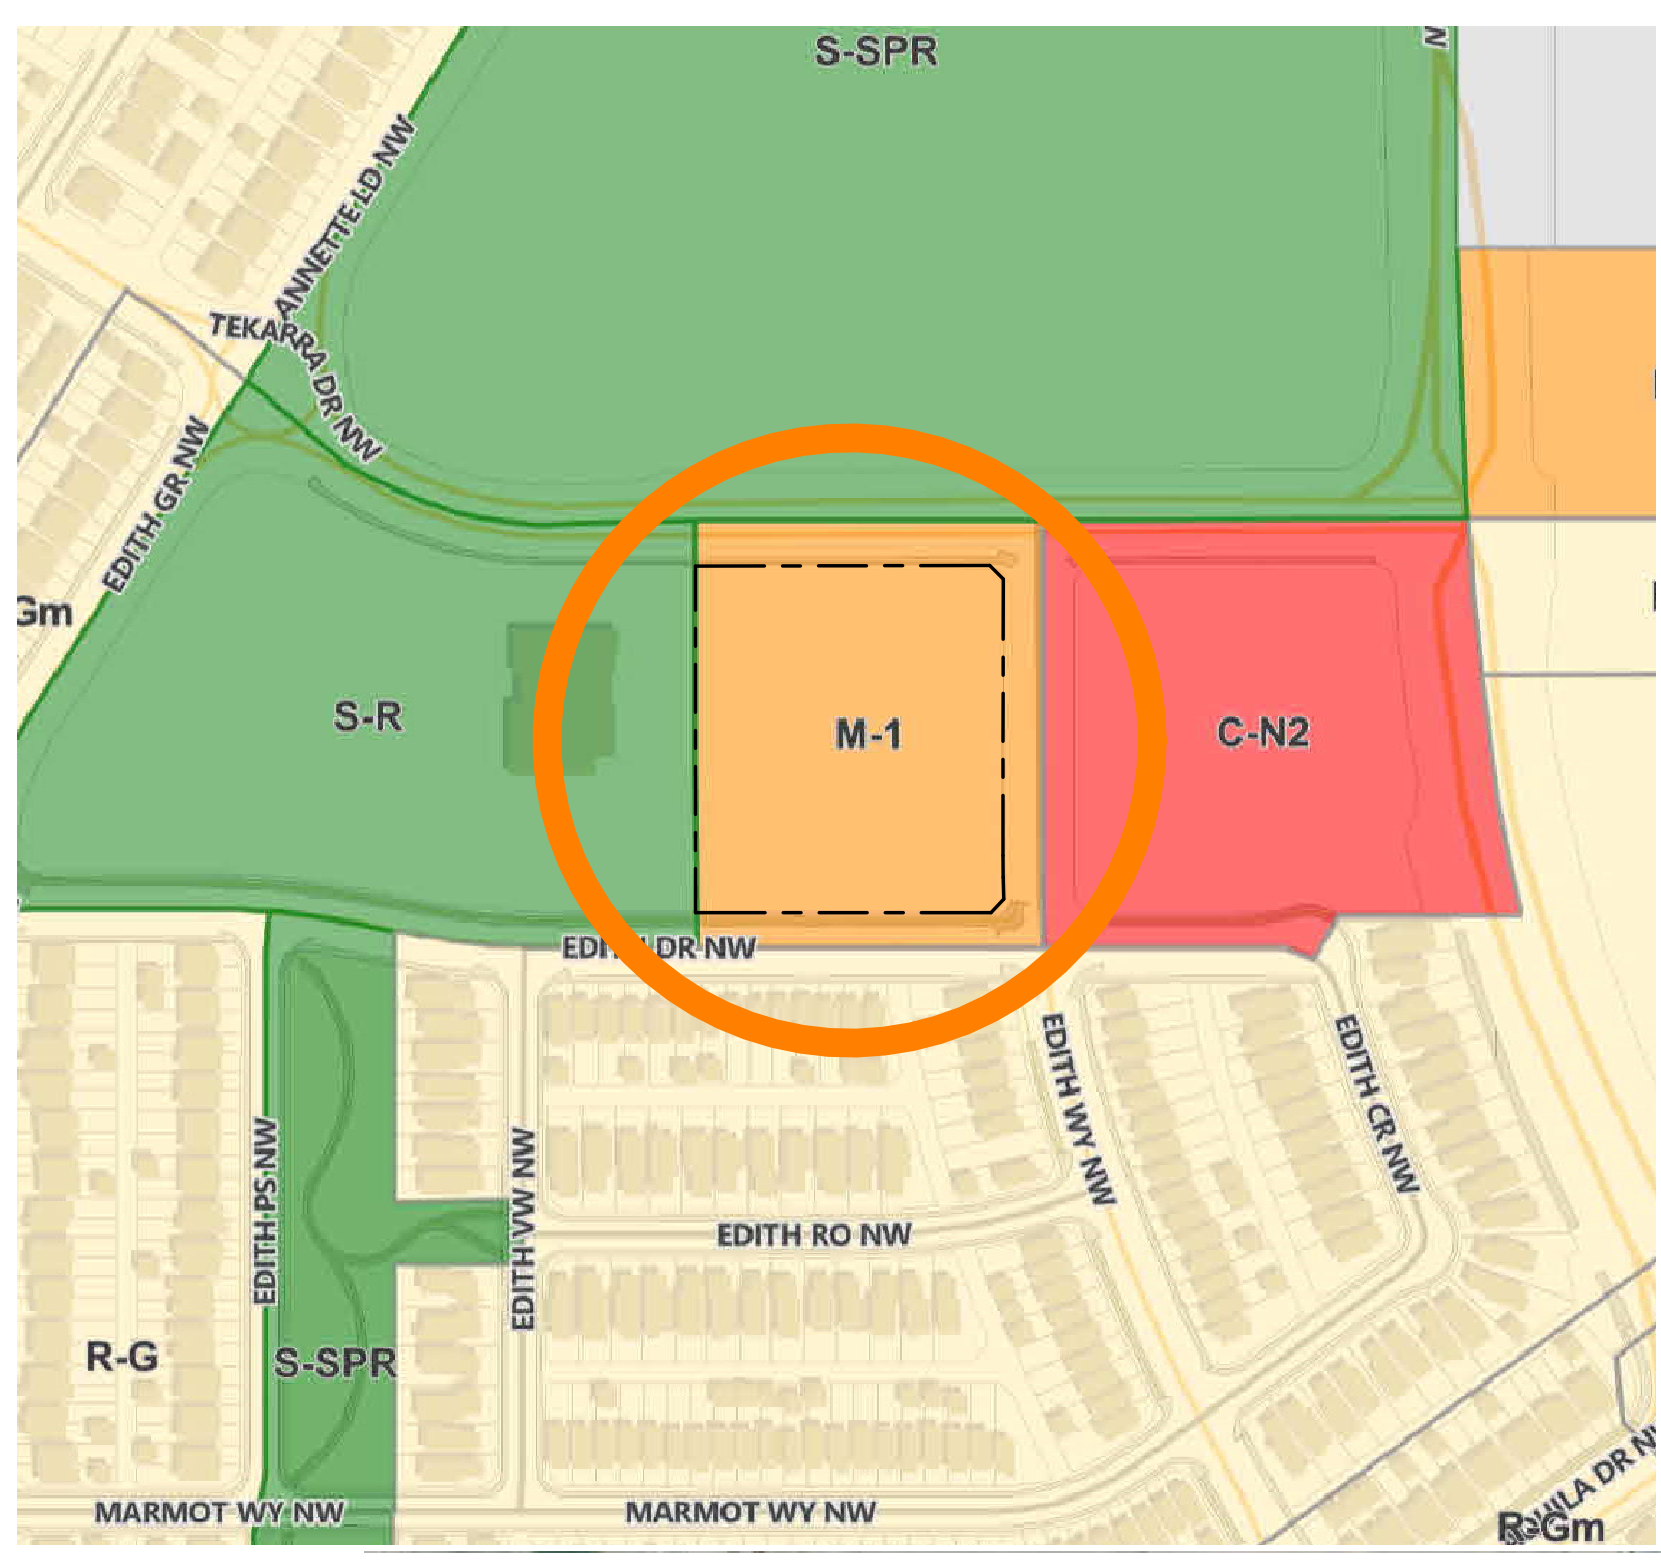 S-SPR
N
ANNETTE LD NW
TEKARRA DR NW
EDITH GR NW
Gm
S-R
M-1
C-N2
EDITH DR NW
EDITH WY NW
EDITH CR NW
EDITH PS NW
EDITH VW NW
EDITH RO NW
R-G
S-SPR
MARMOT WY NW
MARMOT WY NW
R-Gm